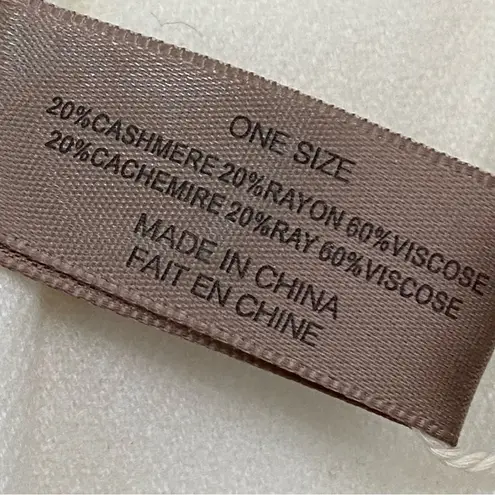 ONE SIZE
20%CASHMERE 20%RAYON 60%VISCOSE
20%CACHEMIRE 20%RAY 60%VISCOSE
MADE IN CHINA
FAIT EN CHINE